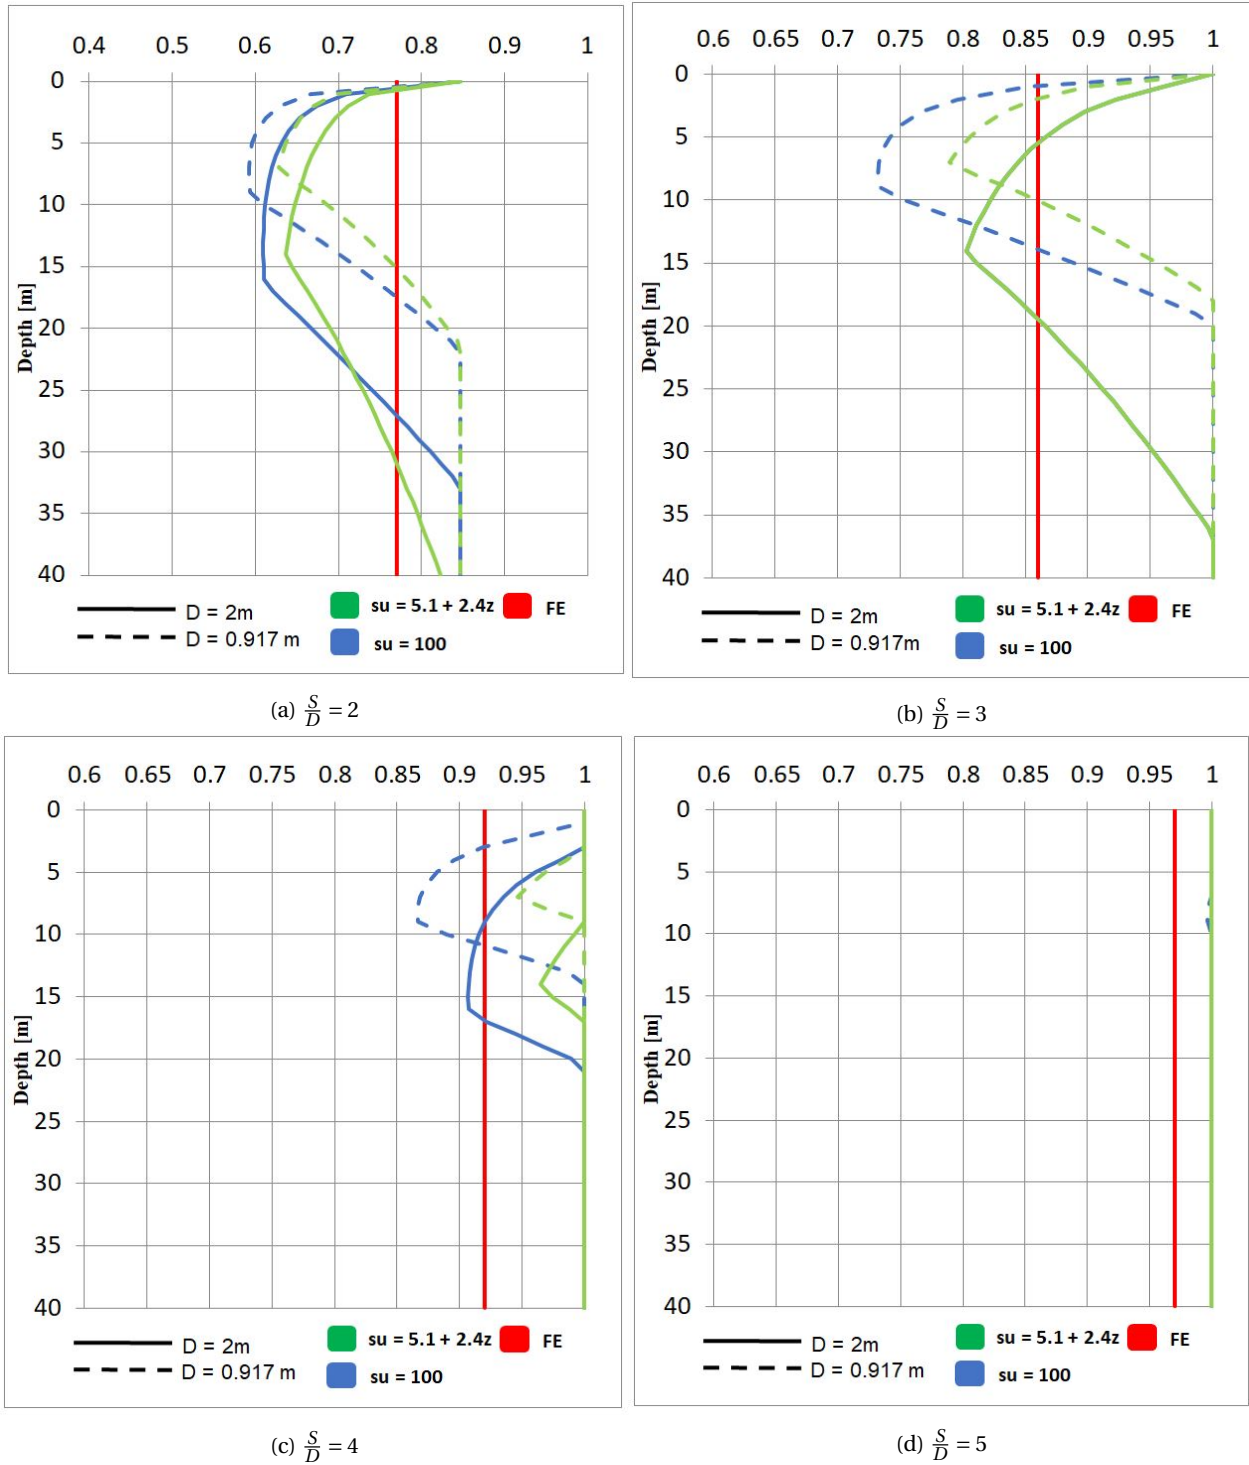 0.4 0.5 0.6 0.7 0.8 0.9 1
0
5
10
15
20
25
30
35
40
Depth [m]
D = 2m
D = 0.917 m
su = 5.1 + 2.4z
FE
su = 100
(a) S/D = 2
0.6 0.65 0.7 0.75 0.8 0.85 0.9 0.95 1
0
5
10
15
20
25
30
35
40
Depth [m]
D = 2m
D = 0.917m
su = 5.1 + 2.4z
FE
su = 100
(b) S/D = 3
0.6 0.65 0.7 0.75 0.8 0.85 0.9 0.95 1
0
5
10
15
20
25
30
35
40
Depth [m]
D = 2m
D = 0.917 m
su = 5.1 + 2.4z
FE
su = 100
(c) S/D = 4
0.6 0.65 0.7 0.75 0.8 0.85 0.9 0.95 1
0
5
10
15
20
25
30
35
40
Depth [m]
D = 2m
D = 0.917 m
su = 5.1 + 2.4z
FE
su = 100
(d) S/D = 5